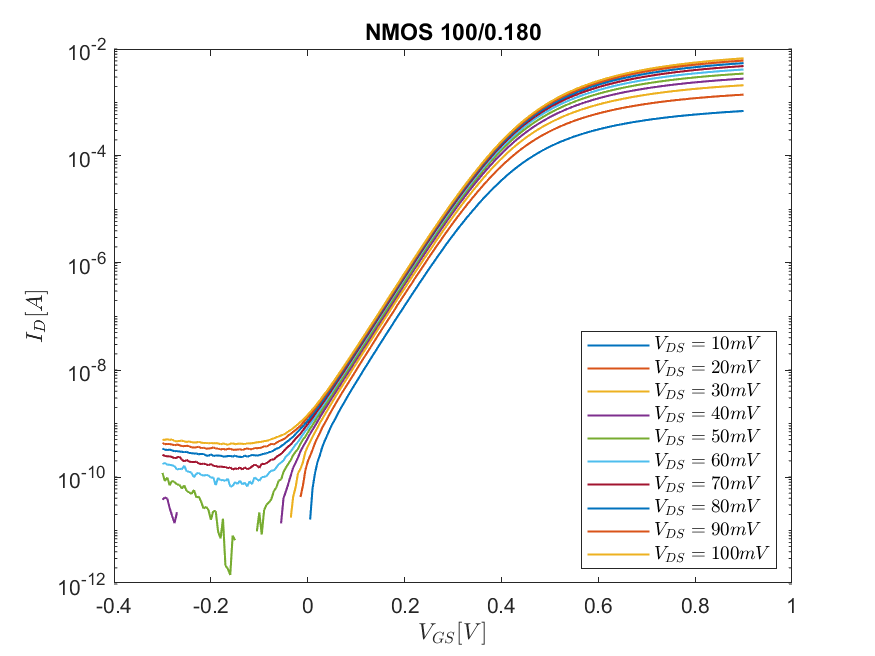 NMOS 100/0.180
10^-2
10^-4
10^-6
10^-8
10^-10
10^-12
-0.4 -0.2 0 0.2 0.4 0.6 0.8 1
I_D[A]
V_GS[V]
V_DS = 10mV
V_DS = 20mV
V_DS = 30mV
V_DS = 40mV
V_DS = 50mV
V_DS = 60mV
V_DS = 70mV
V_DS = 80mV
V_DS = 90mV
V_DS = 100mV